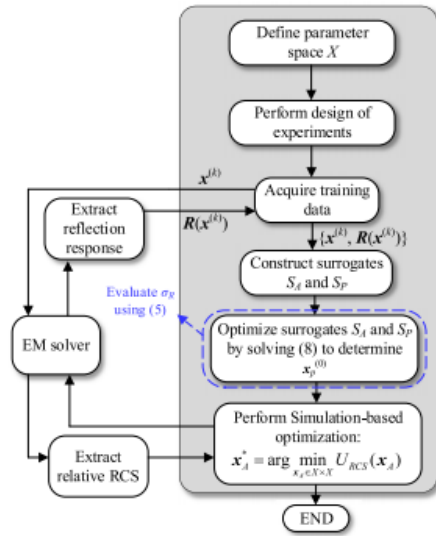 Define parameter
space X
Perform design of
experiments
x^(k)
Extract
reflection
response
R(x^(k))
Acquire training
data
{x^(k), R(x^(k))}
Construct surrogates
S_A and S_P
Evaluate σ_R
using (5)
Optimize surrogates S_A and S_P
by solving (8) to determine
x_p^(0)
EM solver
Perform Simulation-based
optimization:
x_A^* = arg min_{x_A∈X×X} U_RCS(x_A)
Extract
relative RCS
END